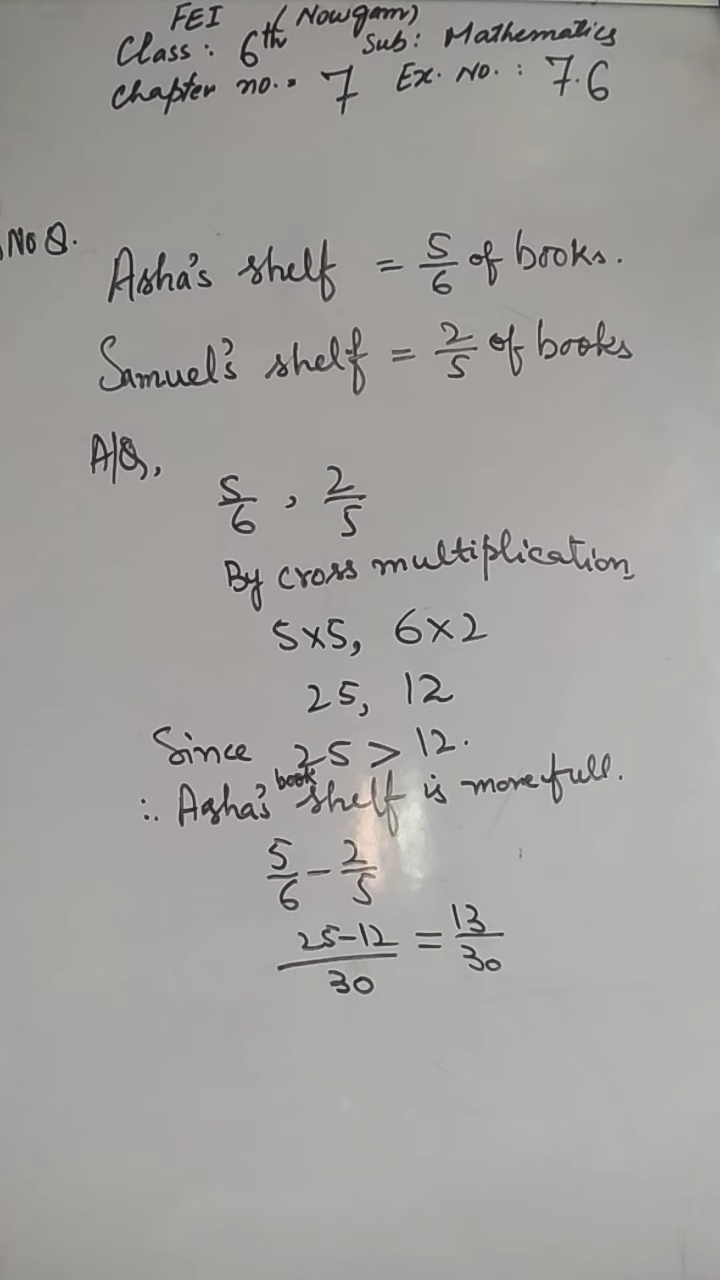 FEI (Nowgam)
Class: 6th Sub: Mathematics
Chapter no.: 7 Ex. No.: 7.6
No 8.
Asha's shelf = 5/6 of books.
Samuel's shelf = 2/5 of books
A/Q,
5/6, 2/5
By cross multiplication
5×5, 6×2
25, 12
Since 25 > 12.
∴ Asha's book shelf is more full.
5/6 - 2/5
25-12/30 = 13/30